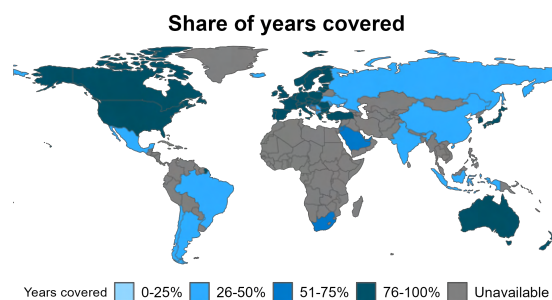 Share of years covered
Years covered 0-25% 26-50% 51-75% 76-100% Unavailable